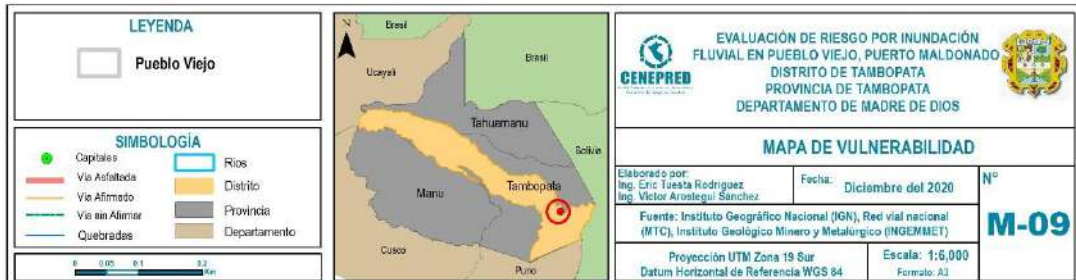 LEYENDA
Pueblo Viejo
SIMBOLOGÍA
Capitales
Vía Asfaltada
Vía Afirmado
Vía sin Afirmar
Quebradas
Ríos
Distrito
Provincia
Departamento
0 0.05 0.1 0.2
Km
N
Brasil
Brasil
Ucayali
Tahuamanu
Bolivia
Manu
Tambopata
Cusco
Puno
CENEPRED
EVALUACIÓN DE RIESGO POR INUNDACIÓN
FLUVIAL EN PUEBLO VIEJO, PUERTO MALDONADO
DISTRITO DE TAMBOPATA
PROVINCIA DE TAMBOPATA
DEPARTAMENTO DE MADRE DE DIOS
MAPA DE VULNERABILIDAD
Elaborado por:
Ing. Eric Tuesta Rodriguez
Ing. Victor Arostegui Sánchez
Fecha: Diciembre del 2020
Fuente: Instituto Geográfico Nacional (IGN), Red vial nacional
(MTC), Instituto Geológico Minero y Metalúrgico (INGEMMET)
Proyección UTM Zona 19 Sur
Datum Horizontal de Referencia WGS 84
Escala: 1:6,000
Formato: A3
N°
M-09